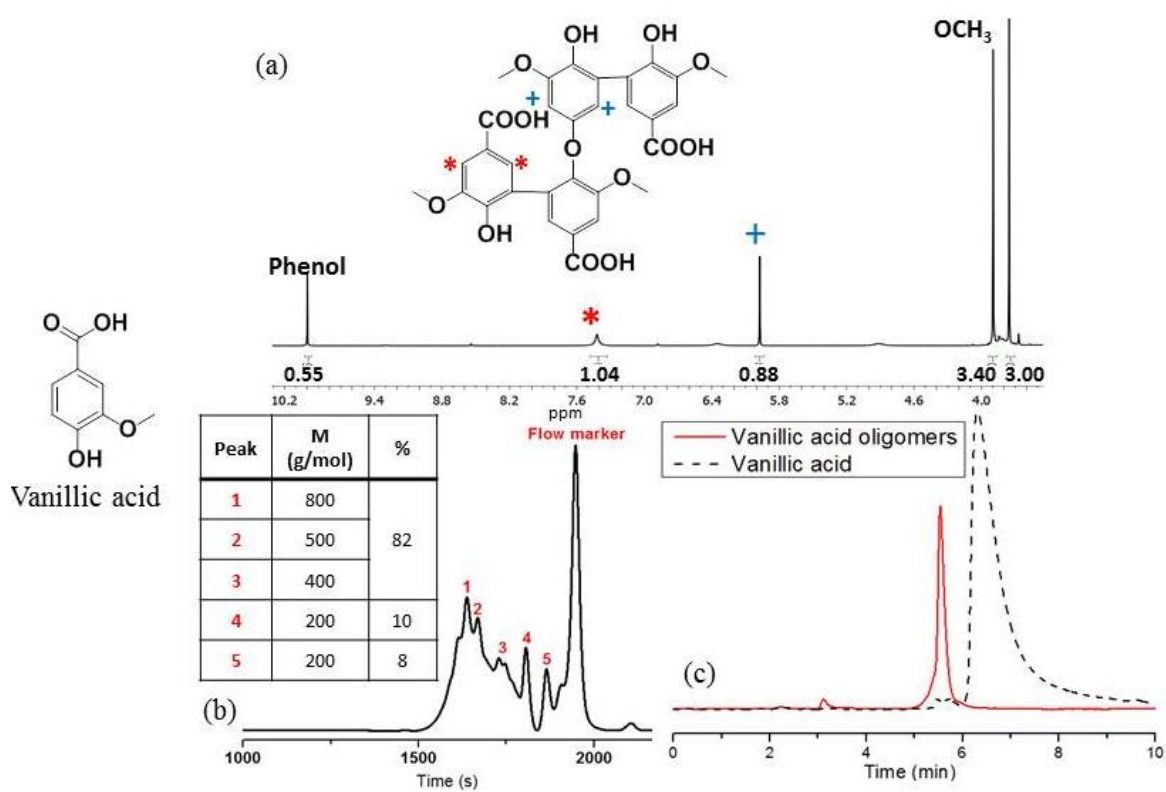 (a)
OH
OH
O
O
+
+
COOH
O
COOH
*
*
O
O
OH
COOH
OCH3
Phenol
*
+
0.55
1.04
0.88
3.40
3.00
10.2
9.4
8.8
8.2
7.6
7.0
6.4
5.8
5.2
4.6
4.0
ppm
O
OH
O
OH
Vanillic acid
Peak M (g/mol) %
1 800
2 500 82
3 400
4 200 10
5 200 8
(b)
Flow marker
1
2
3
4
5
1000
1500
2000
Time (s)
Vanillic acid oligomers
Vanillic acid
(c)
0
2
4
6
8
10
Time (min)